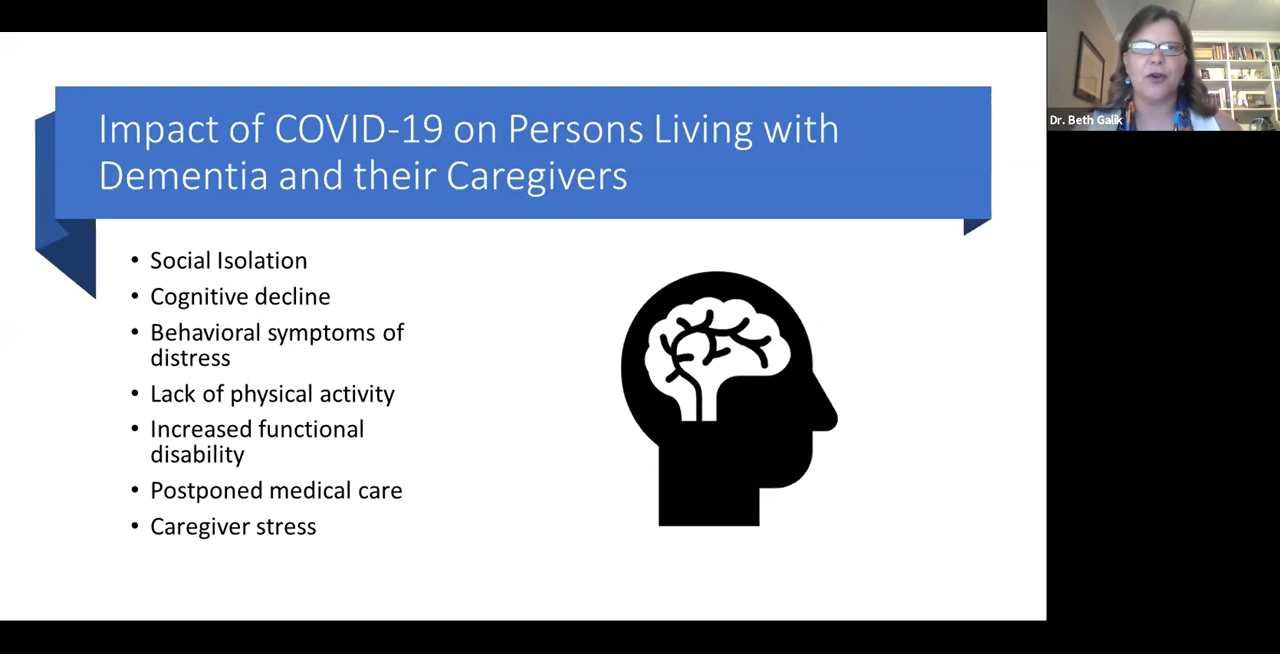 Impact of COVID-19 on Persons Living with
Dementia and their Caregivers
• Social Isolation
• Cognitive decline
• Behavioral symptoms of
distress
• Lack of physical activity
• Increased functional
disability
• Postponed medical care
• Caregiver stress
Dr. Beth Galik